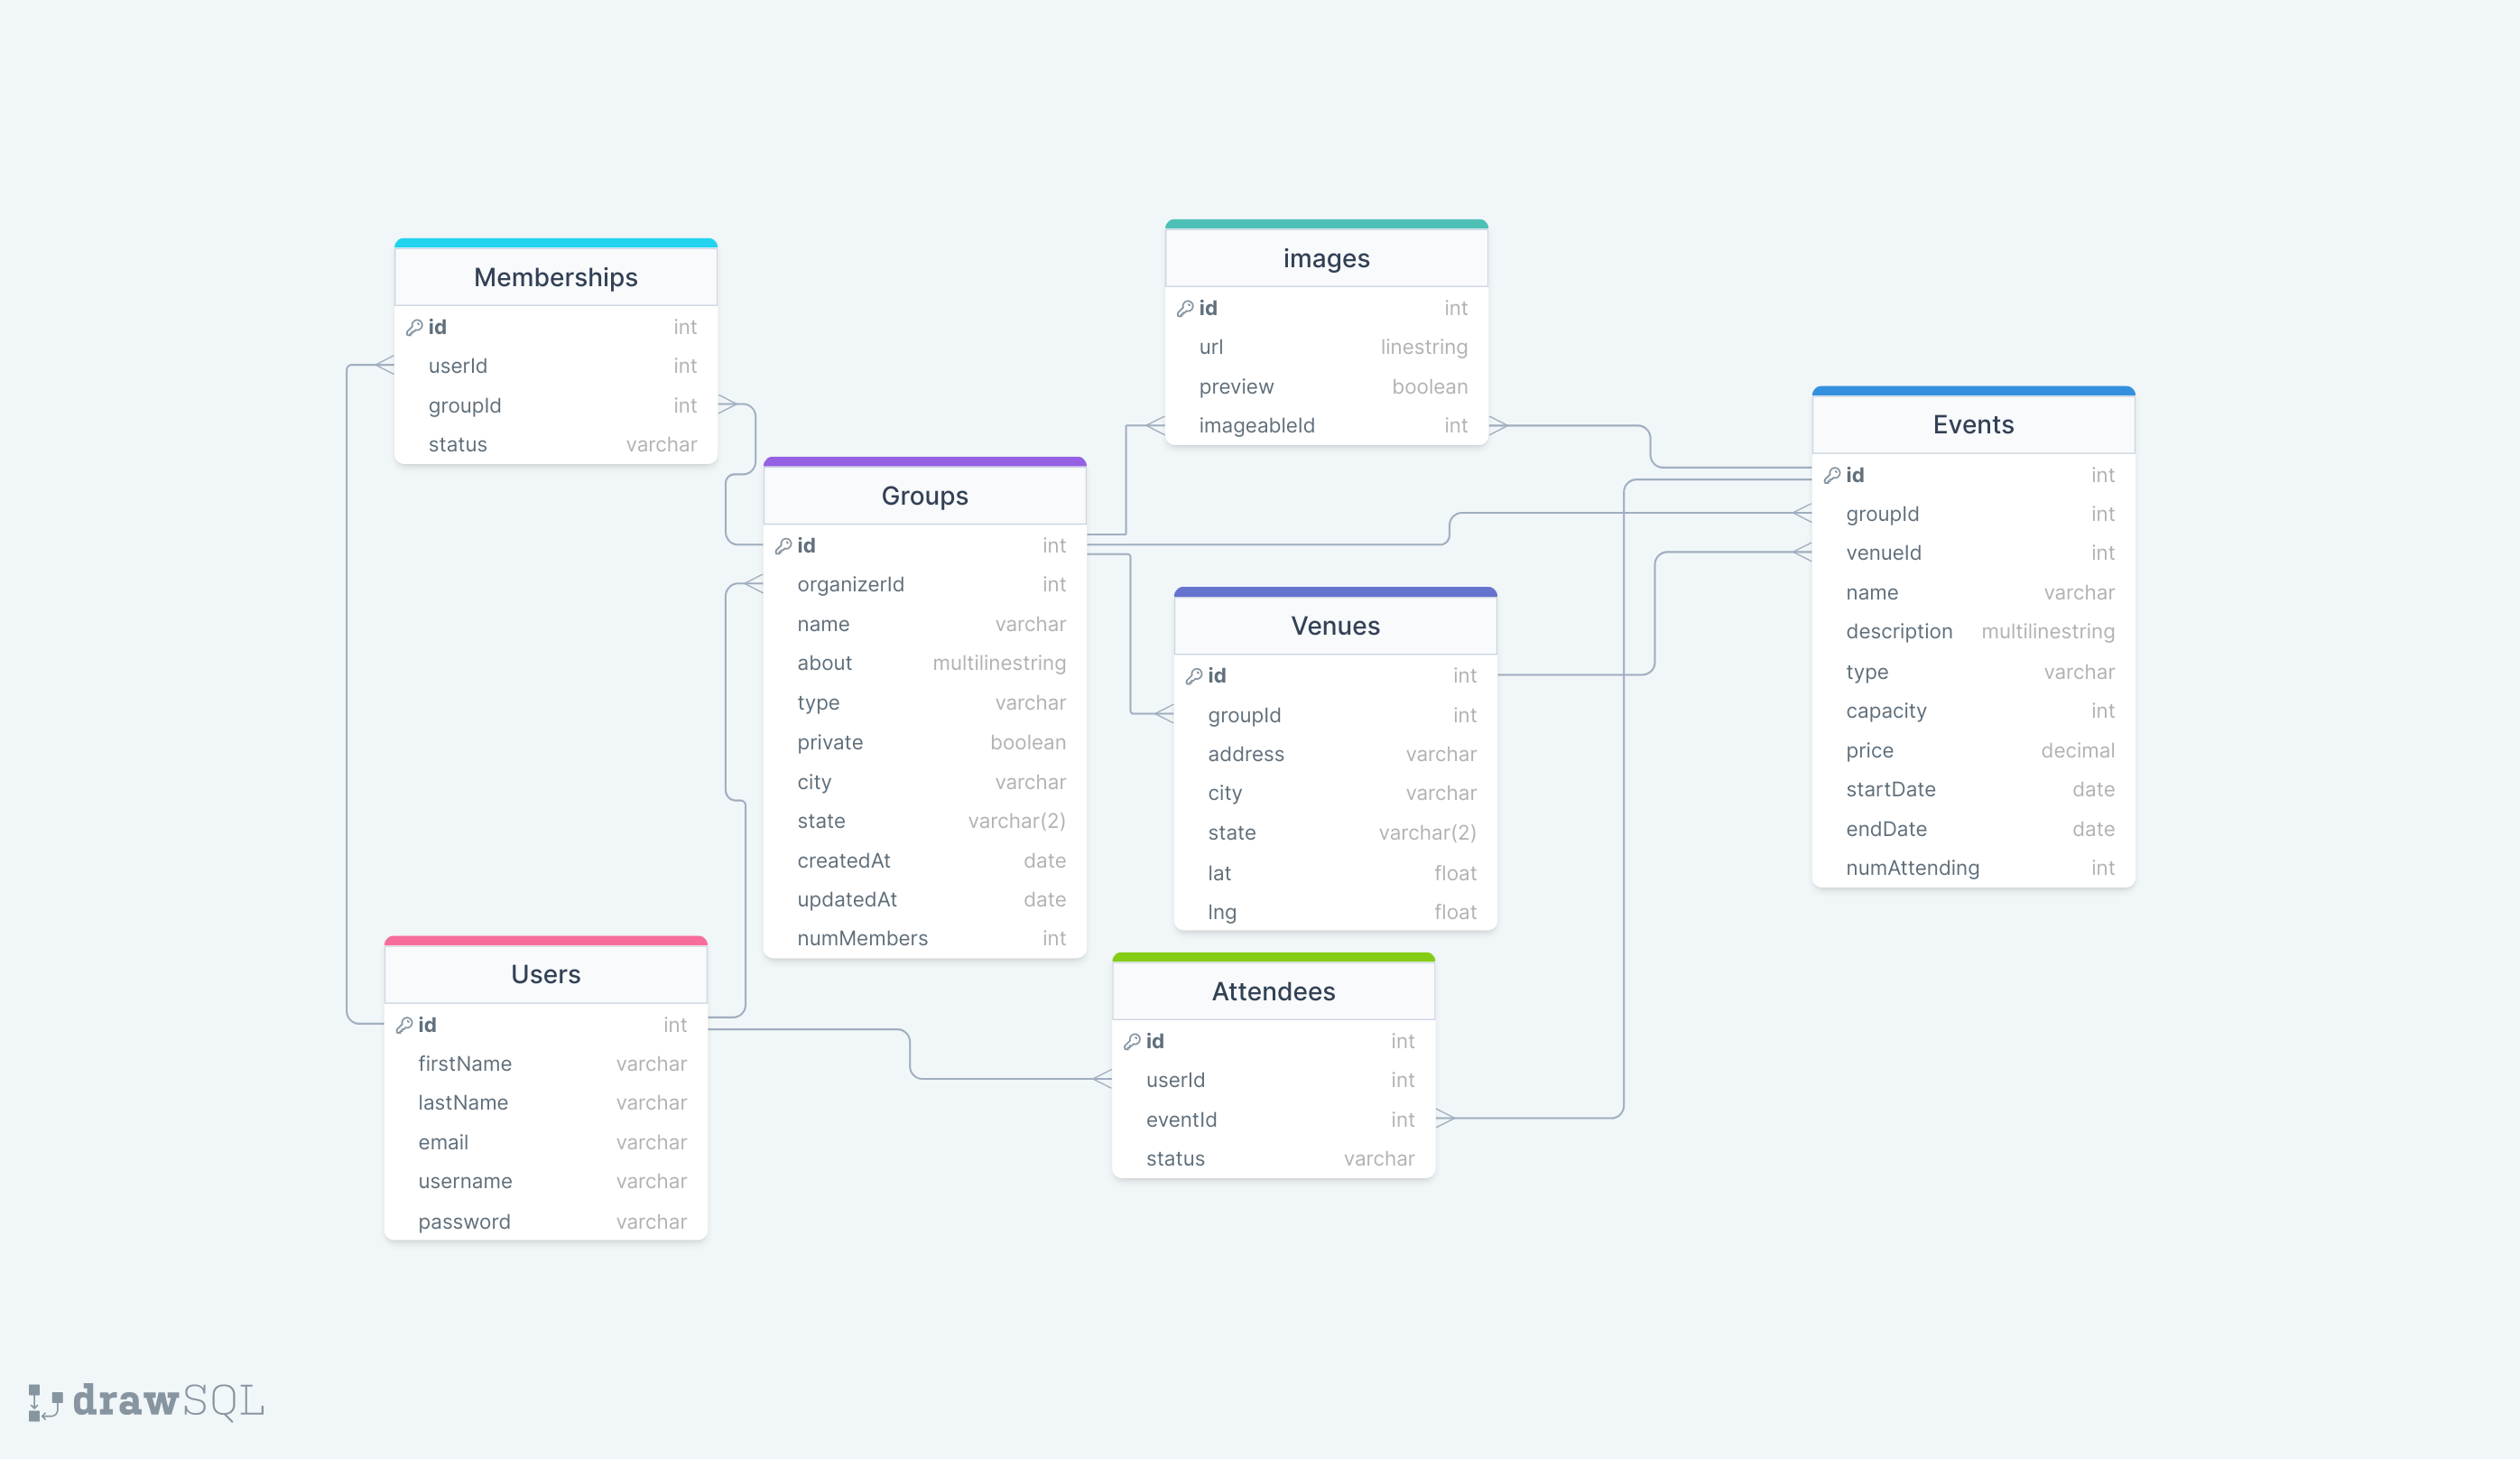 Memberships
id int
userId int
groupId int
status varchar
images
id int
url linestring
preview boolean
imageableId int
Events
id int
groupId int
venueId int
name varchar
description multilinestring
type varchar
capacity int
price decimal
startDate date
endDate date
numAttending int
Groups
id int
organizerId int
name varchar
about multilinestring
type varchar
private boolean
city varchar
state varchar(2)
createdAt date
updatedAt date
numMembers int
Venues
id int
groupId int
address varchar
city varchar
state varchar(2)
lat float
lng float
Users
id int
firstName varchar
lastName varchar
email varchar
username varchar
password varchar
Attendees
id int
userId int
eventId int
status varchar
drawSQL